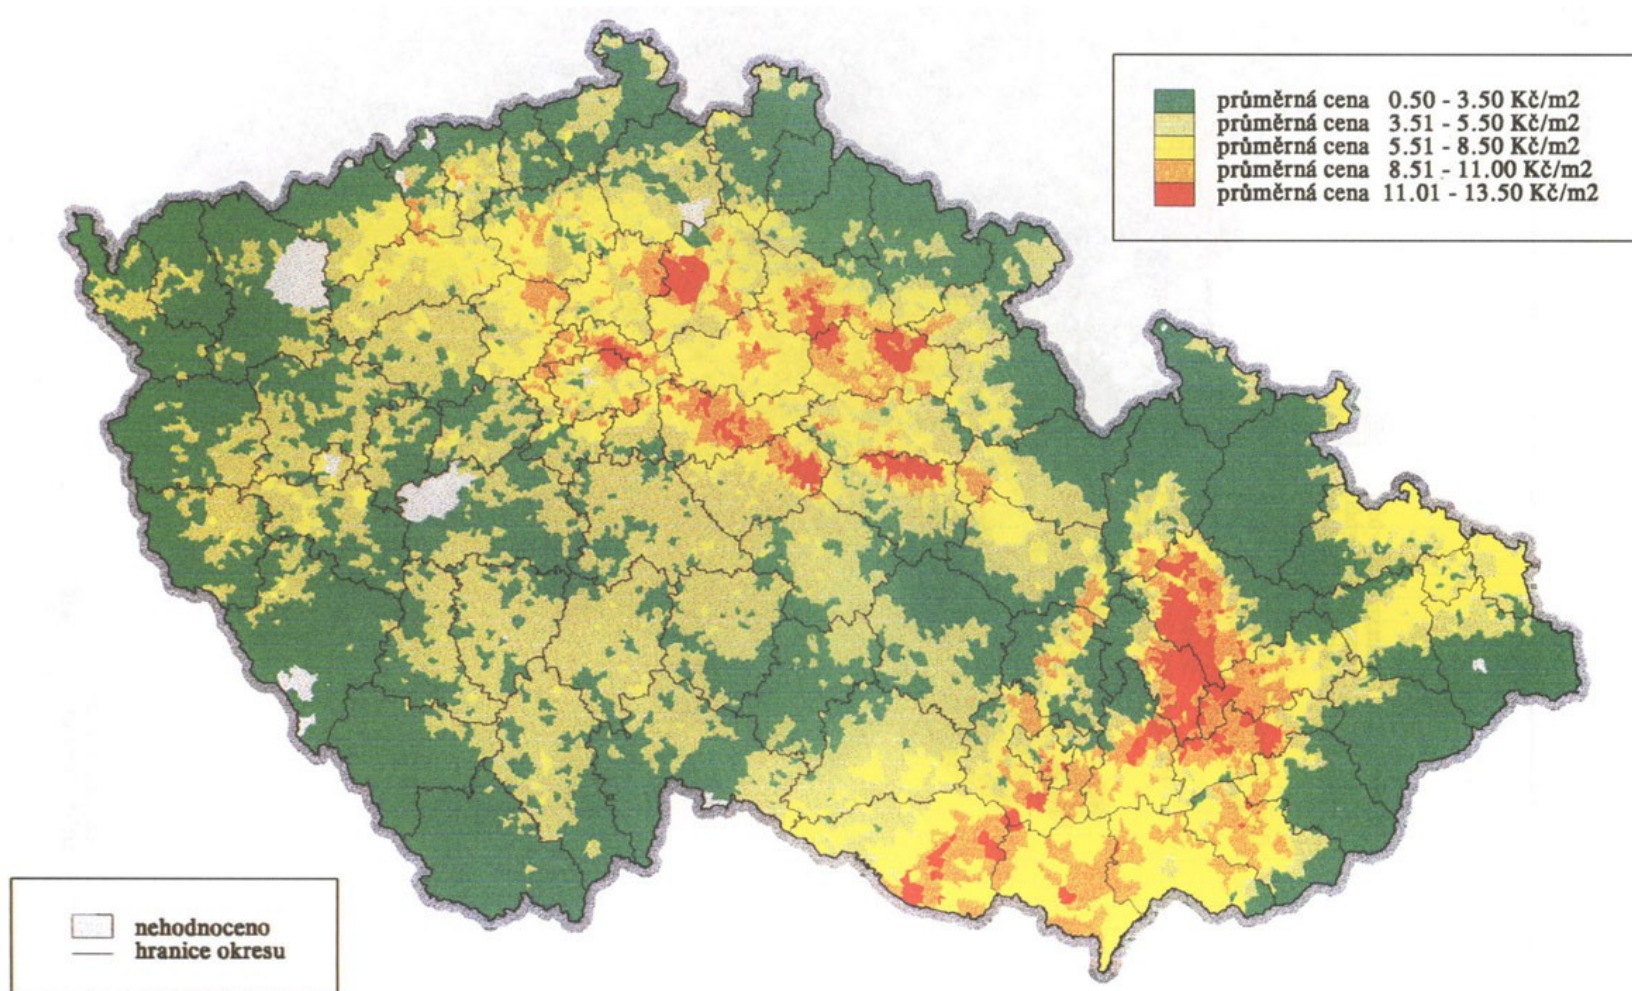 průměrná cena 0.50 - 3.50 Kč/m2
průměrná cena 3.51 - 5.50 Kč/m2
průměrná cena 5.51 - 8.50 Kč/m2
průměrná cena 8.51 - 11.00 Kč/m2
průměrná cena 11.01 - 13.50 Kč/m2
nehodnoceno
hranice okresu